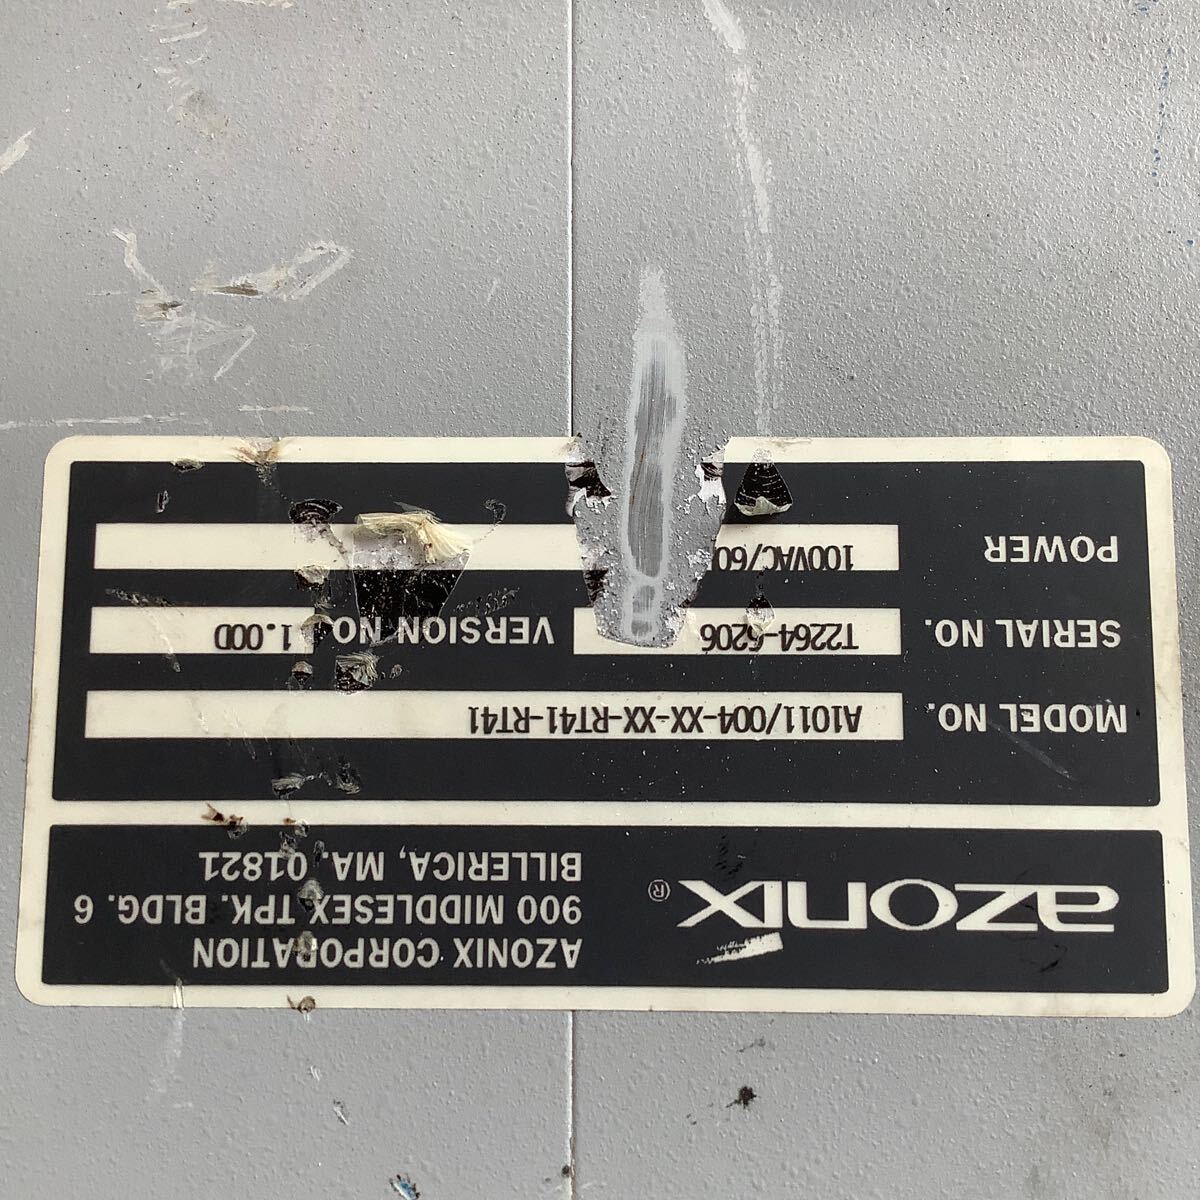 azonix®
AZONIX CORPORATION
900 MIDDLESEX TPK. BLDG. 6
BILLERICA, MA. 01821
MODEL NO. A1011/004-XX-XX-RT41-RT41
SERIAL NO. T2264-6206 VERSION NO. 1.00D
POWER 100VAC/60